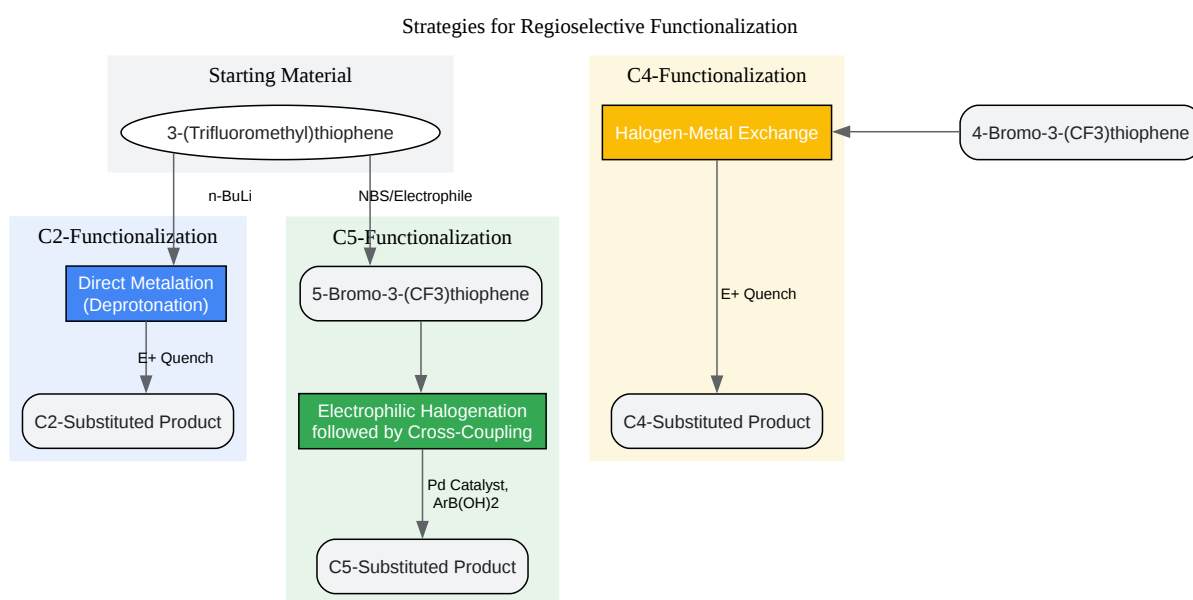 Strategies for Regioselective Functionalization
Starting Material
3-(Trifluoromethyl)thiophene
n-BuLi
NBS/Electrophile
C2-Functionalization
Direct Metalation
(Deprotonation)
E+ Quench
C2-Substituted Product
C5-Functionalization
5-Bromo-3-(CF3)thiophene
Electrophilic Halogenation
followed by Cross-Coupling
Pd Catalyst,
ArB(OH)2
C5-Substituted Product
C4-Functionalization
Halogen-Metal Exchange
4-Bromo-3-(CF3)thiophene
E+ Quench
C4-Substituted Product